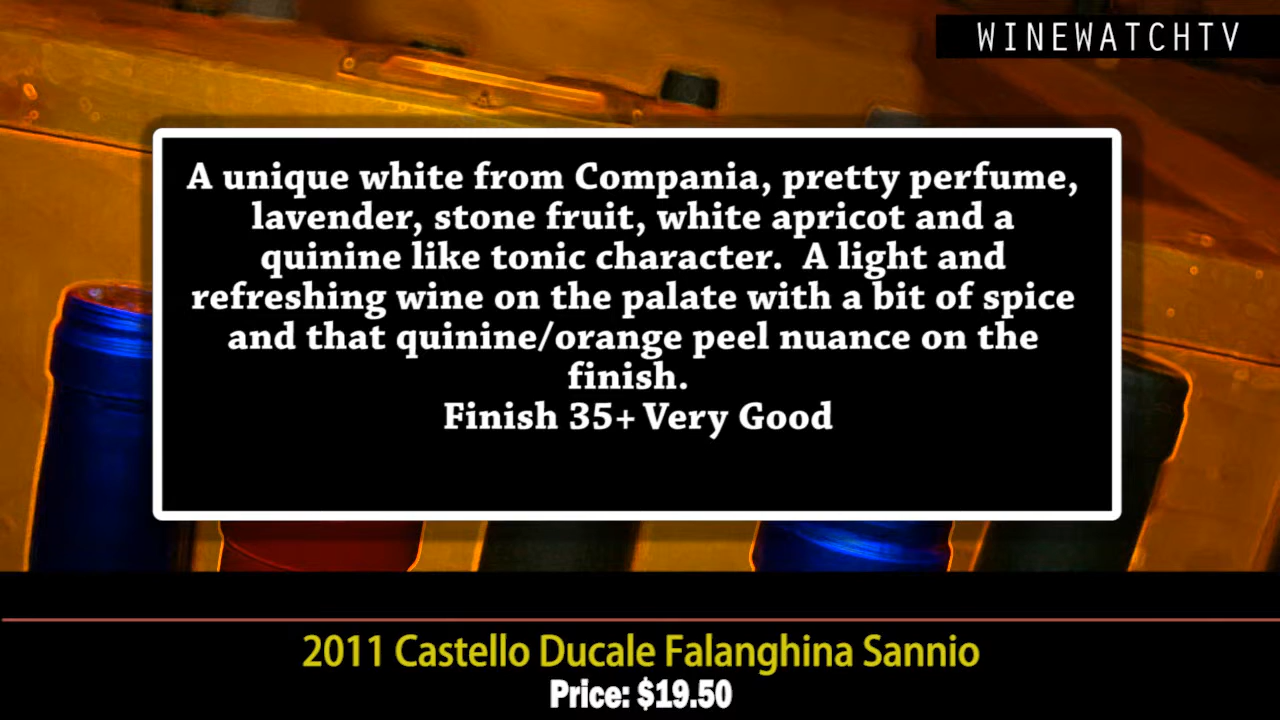 WINEWATCHTV
A unique white from Compania, pretty perfume,
lavender, stone fruit, white apricot and a
quinine like tonic character.  A light and
refreshing wine on the palate with a bit of spice
and that quinine/orange peel nuance on the
finish.
Finish 35+ Very Good
2011 Castello Ducale Falanghina Sannio
Price: $19.50